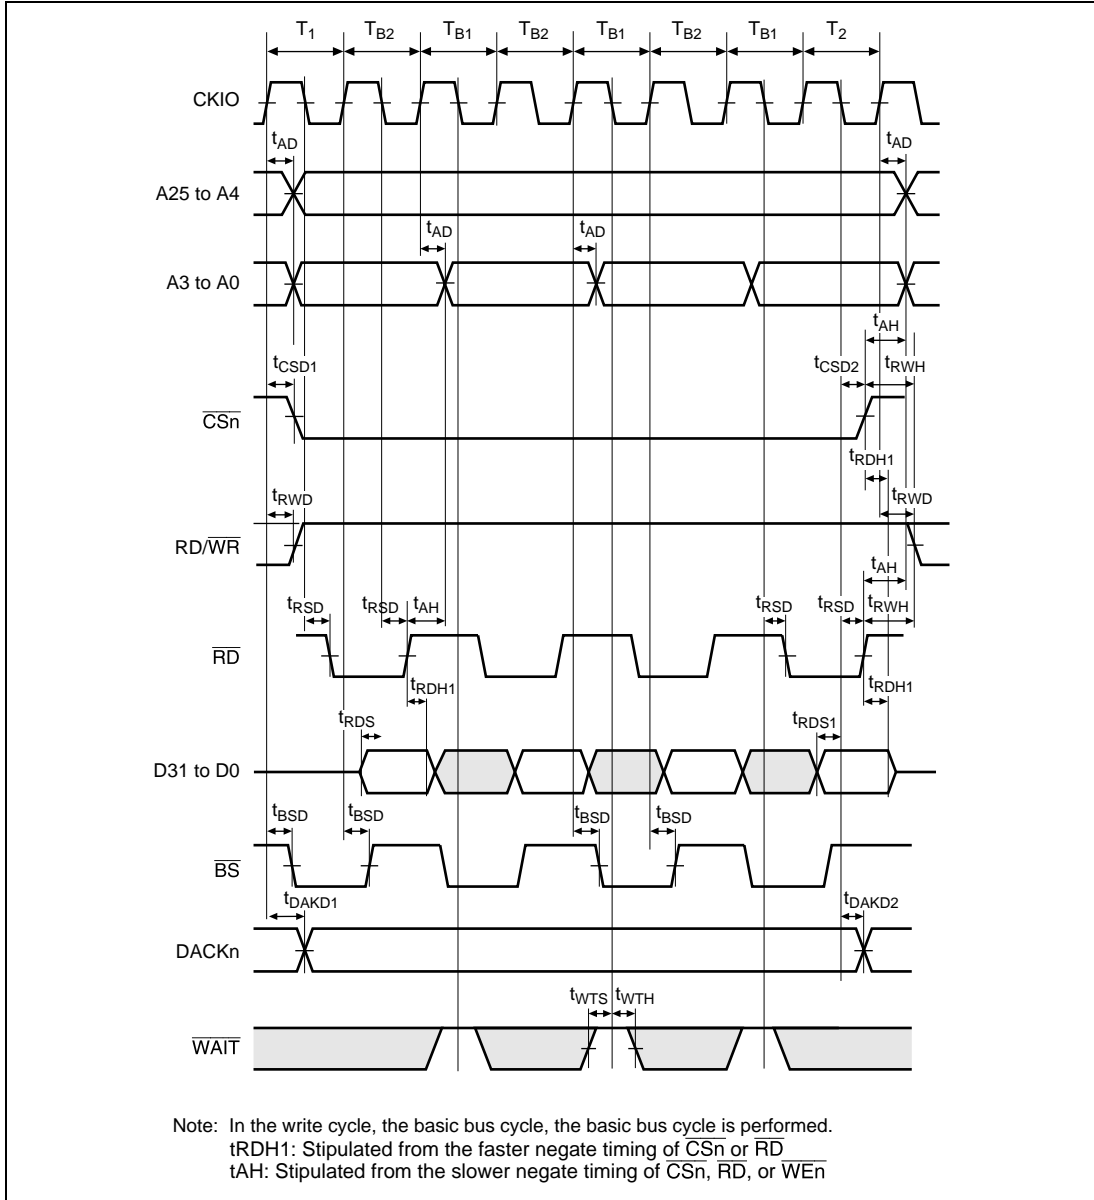 T1 TB2 TB1 TB2 TB1 TB2 TB1 T2
CKIO
tAD tAD
A25 to A4
tAD tAD
A3 to A0
tAH
tCSD1 tCSD2 tRWH
CSn
tRDH1
tRWD tRWD
RD/WR
tAH
tRSD tRSD tAH tRSD tRSD tRWH
RD
tRDH1 tRDH1
tRDS tRDS1
D31 to D0
tBSD tBSD tBSD tBSD
BS
tDAKD1 tDAKD2
DACKn
tWTS tWTH
WAIT
Note: In the write cycle, the basic bus cycle, the basic bus cycle is performed.
tRDH1: Stipulated from the faster negate timing of CSn or RD
tAH: Stipulated from the slower negate timing of CSn, RD, or WEn